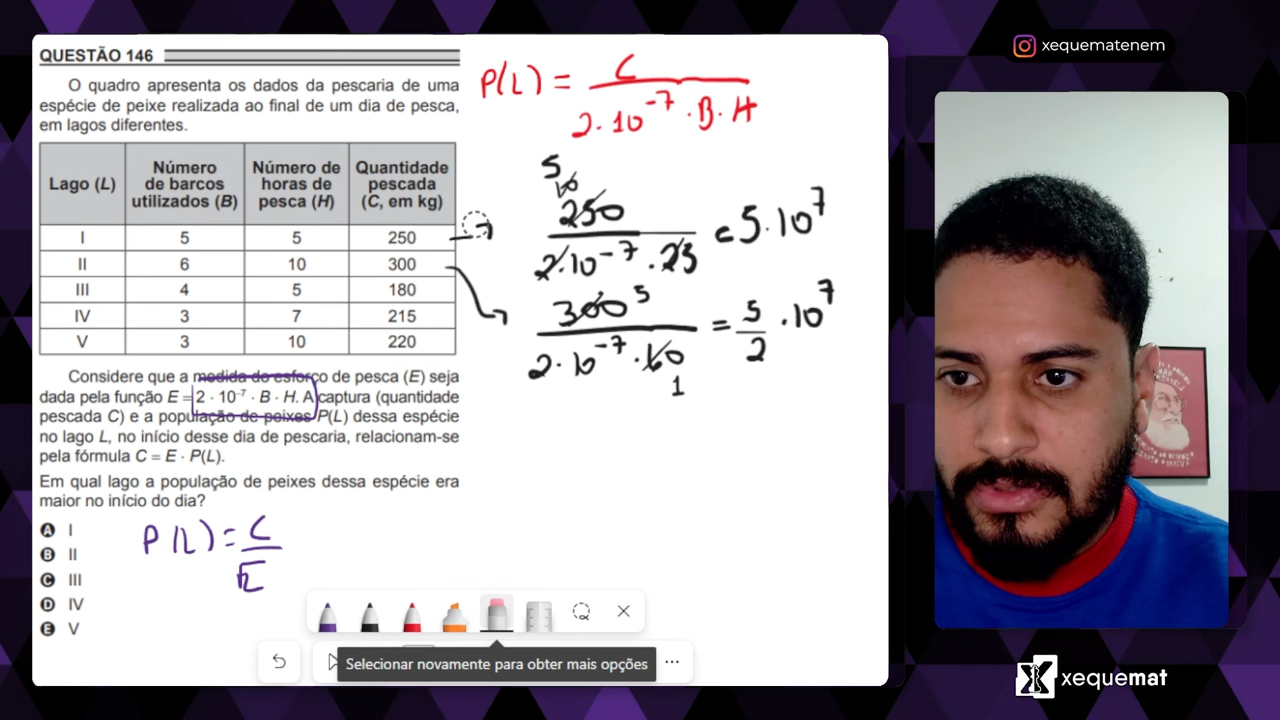 QUESTÃO 146
O quadro apresenta os dados da pescaria de uma
espécie de peixe realizada ao final de um dia de pesca,
em lagos diferentes.
Lago (L) Número de barcos utilizados (B) Número de horas de pesca (H) Quantidade pescada (C, em kg)
I 5 5 250
II 6 10 300
III 4 5 180
IV 3 7 215
V 3 10 220
Considere que a medida do esforço de pesca (E) seja
dada pela função E = 2 · 10⁻⁷ · B · H. A captura (quantidade
pescada C) e a população de peixes P(L) dessa espécie
no lago L, no início desse dia de pescaria, relacionam-se
pela fórmula C = E · P(L).
Em qual lago a população de peixes dessa espécie era
maior no início do dia?
A I
B II
C III
D IV
E V
P(L) = C
E
P(L) = C
2·10⁻⁷ · B · H
5
10
250
2·10⁻⁷ · 25
= 5·10⁷
300 5
2·10⁻⁷ · 60
1
= 5/2 · 10⁷
Selecionar novamente para obter mais opções
xequematenem
xequemat